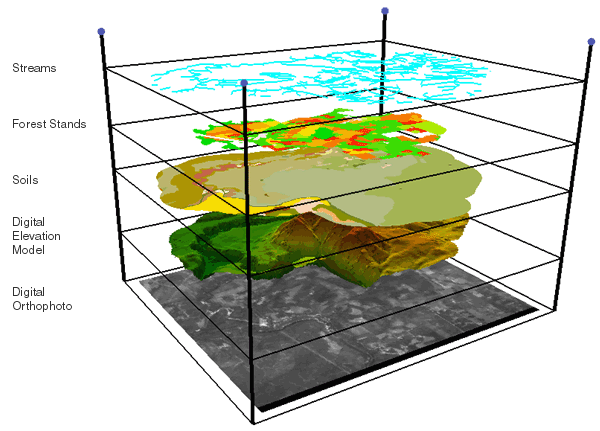 Streams
Forest Stands
Soils
Digital
Elevation
Model
Digital
Orthophoto